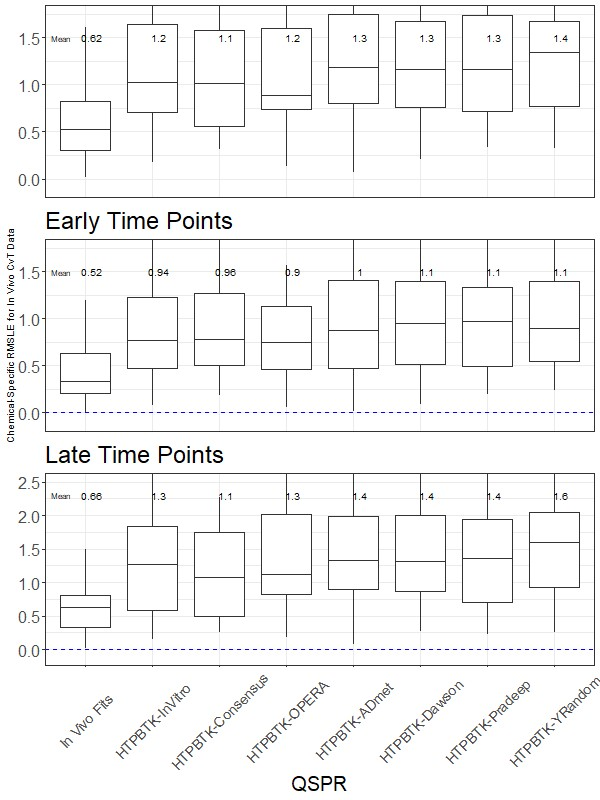 Chemical-Specific RMSLE for In Vivo CvT Data
1.5
1.0
0.5
0.0
Mean 0.62 1.2 1.1 1.2 1.3 1.3 1.3 1.4
Early Time Points
1.5
1.0
0.5
0.0
Mean 0.52 0.94 0.96 0.9 1 1.1 1.1 1.1
Late Time Points
2.5
2.0
1.5
1.0
0.5
0.0
Mean 0.66 1.3 1.1 1.3 1.4 1.4 1.4 1.6
In Vivo Fits
HTPBTK-InVitro
HTPBTK-Consensus
HTPBTK-OPERA
HTPBTK-ADmet
HTPBTK-Dawson
HTPBTK-Pradeep
HTPBTK-YRandom
QSPR